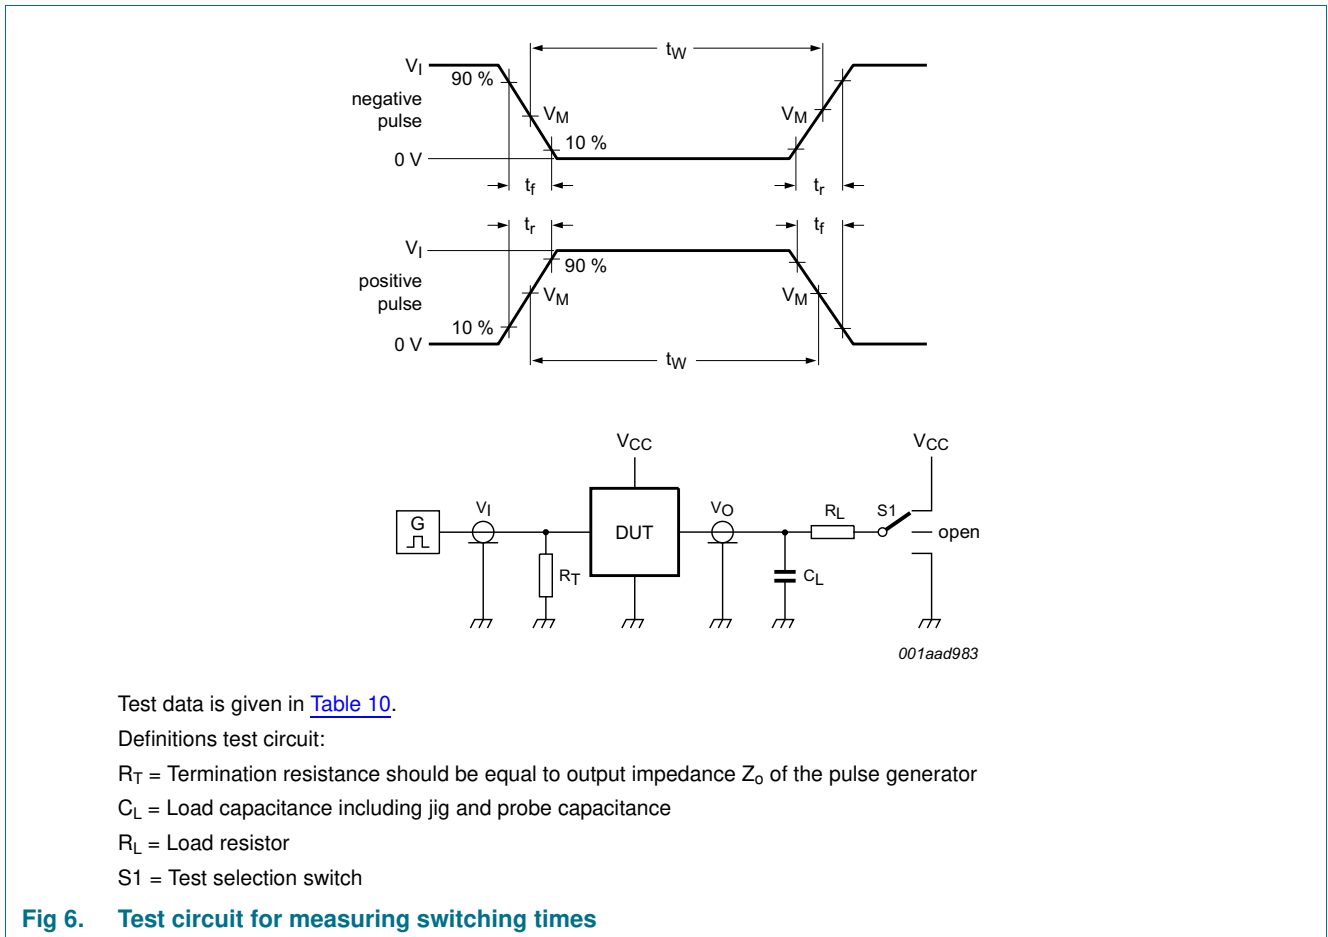 tW
VI
90 %
negative
pulse
VM
VM
10 %
0 V
tf
tr
tr
tf
VI
90 %
positive
pulse
VM
VM
10 %
0 V
tW
VCC
VCC
G
VI
DUT
VO
RL
S1
open
RT
CL
001aad983
Test data is given in Table 10.
Definitions test circuit:
RT = Termination resistance should be equal to output impedance Zo of the pulse generator
CL = Load capacitance including jig and probe capacitance
RL = Load resistor
S1 = Test selection switch
Fig 6. Test circuit for measuring switching times